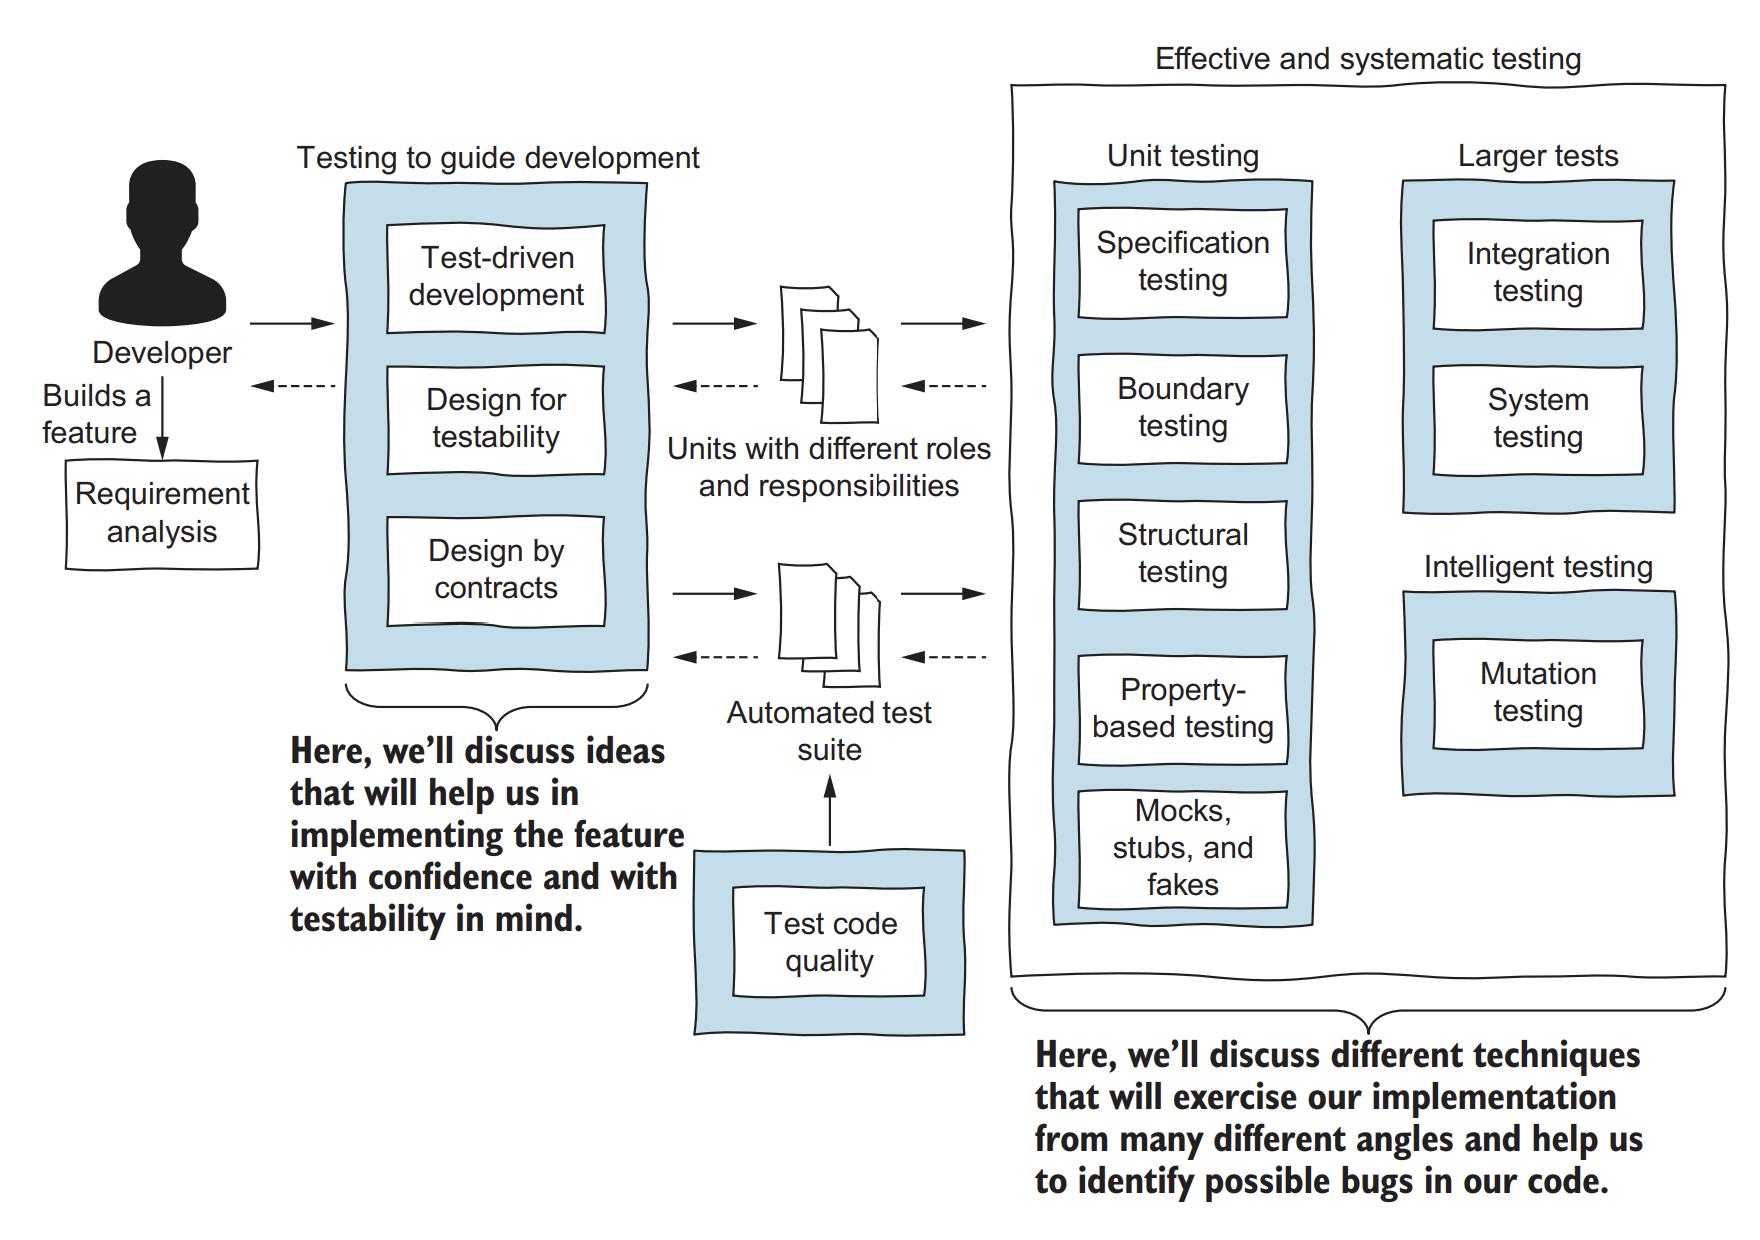 Effective and systematic testing
Testing to guide development
Unit testing
Larger tests
Developer
Builds a
feature
Requirement
analysis
Test-driven
development
Design for
testability
Design by
contracts
Here, we’ll discuss ideas
that will help us in
implementing the feature
with confidence and with
testability in mind.
Units with different roles
and responsibilities
Automated test
suite
Test code
quality
Specification
testing
Boundary
testing
Structural
testing
Property-
based testing
Mocks,
stubs, and
fakes
Integration
testing
System
testing
Intelligent testing
Mutation
testing
Here, we’ll discuss different techniques
that will exercise our implementation
from many different angles and help us
to identify possible bugs in our code.